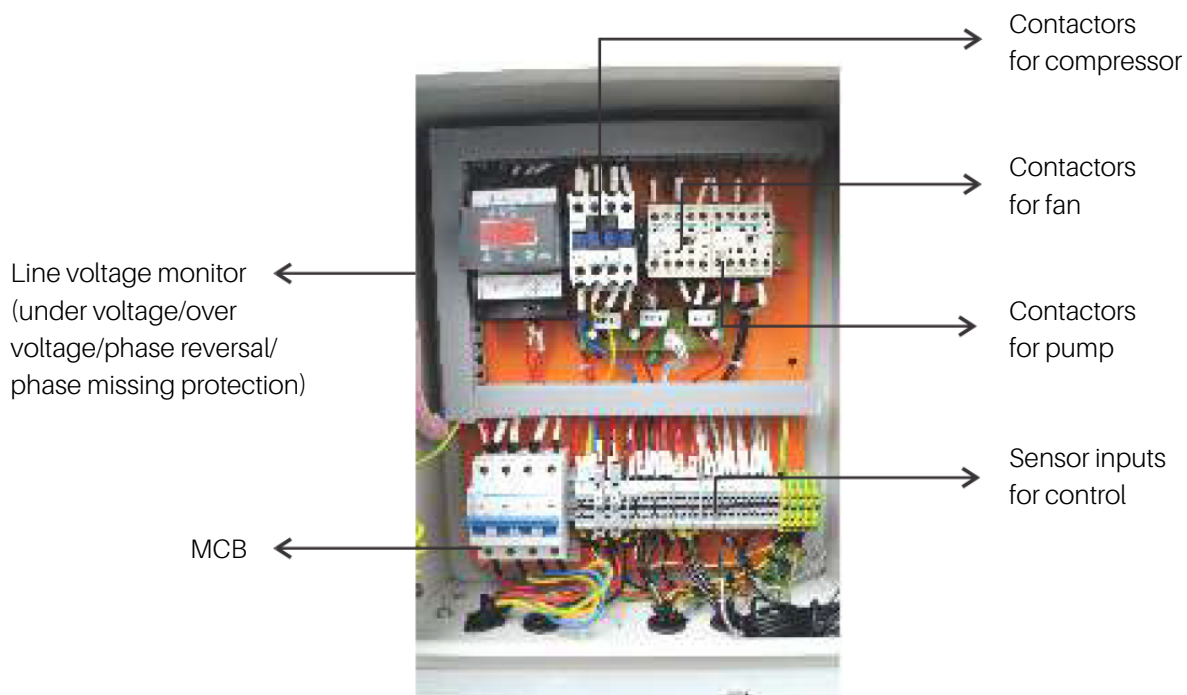 Contactors
for compressor
Contactors
for fan
Line voltage monitor
(under voltage/over
voltage/phase reversal/
phase missing protection)
Contactors
for pump
Sensor inputs
for control
MCB